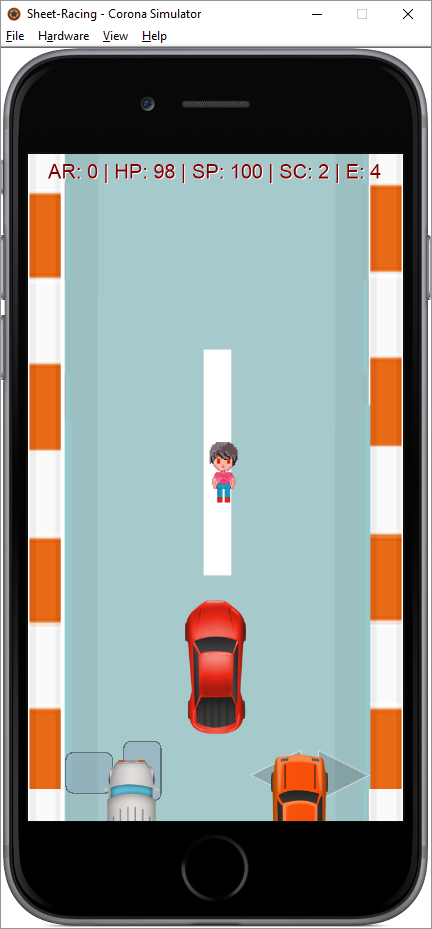 Sheet-Racing - Corona Simulator
File Hardware View Help
AR: 0 | HP: 98 | SP: 100 | SC: 2 | E: 4